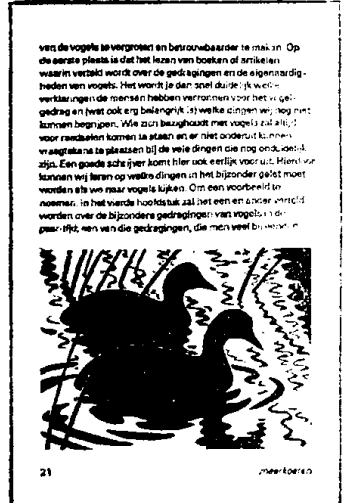 van de vogels te vergroten en betrouwbaarder te maken. Op
de eerste plaats is dat het lezen van boeken of artikelen
waarin verteld wordt over de gedragingen en de eigenaardig-
heden van vogels. Het wordt je dan snel duidelijk welke
verklaringen de mensen hebben verzonnen voor het vogel-
gedrag en (wat ook erg belangrijk is) welke dingen wij nog niet
kunnen begrijpen. Wie zich bezighoudt met vogels zal altijd
voor raadselen komen te staan en er niet onderuit kunnen
vraagtekens te plaatsen bij de vele dingen die nog onduidelijk
zijn. Een goede schrijver komt hier ook eerlijk voor uit. Hierdoor
kunnen wij leren op welke dingen in het bijzonder gelet moet
worden als we naar vogels kijken. Om een voorbeeld te
noemen. In het vierde hoofdstuk zal het een en ander verteld
worden over de bijzondere gedragingen van vogels in de
paar-tijd; een van die gedragingen, die men veel bij
21
meerkoeten